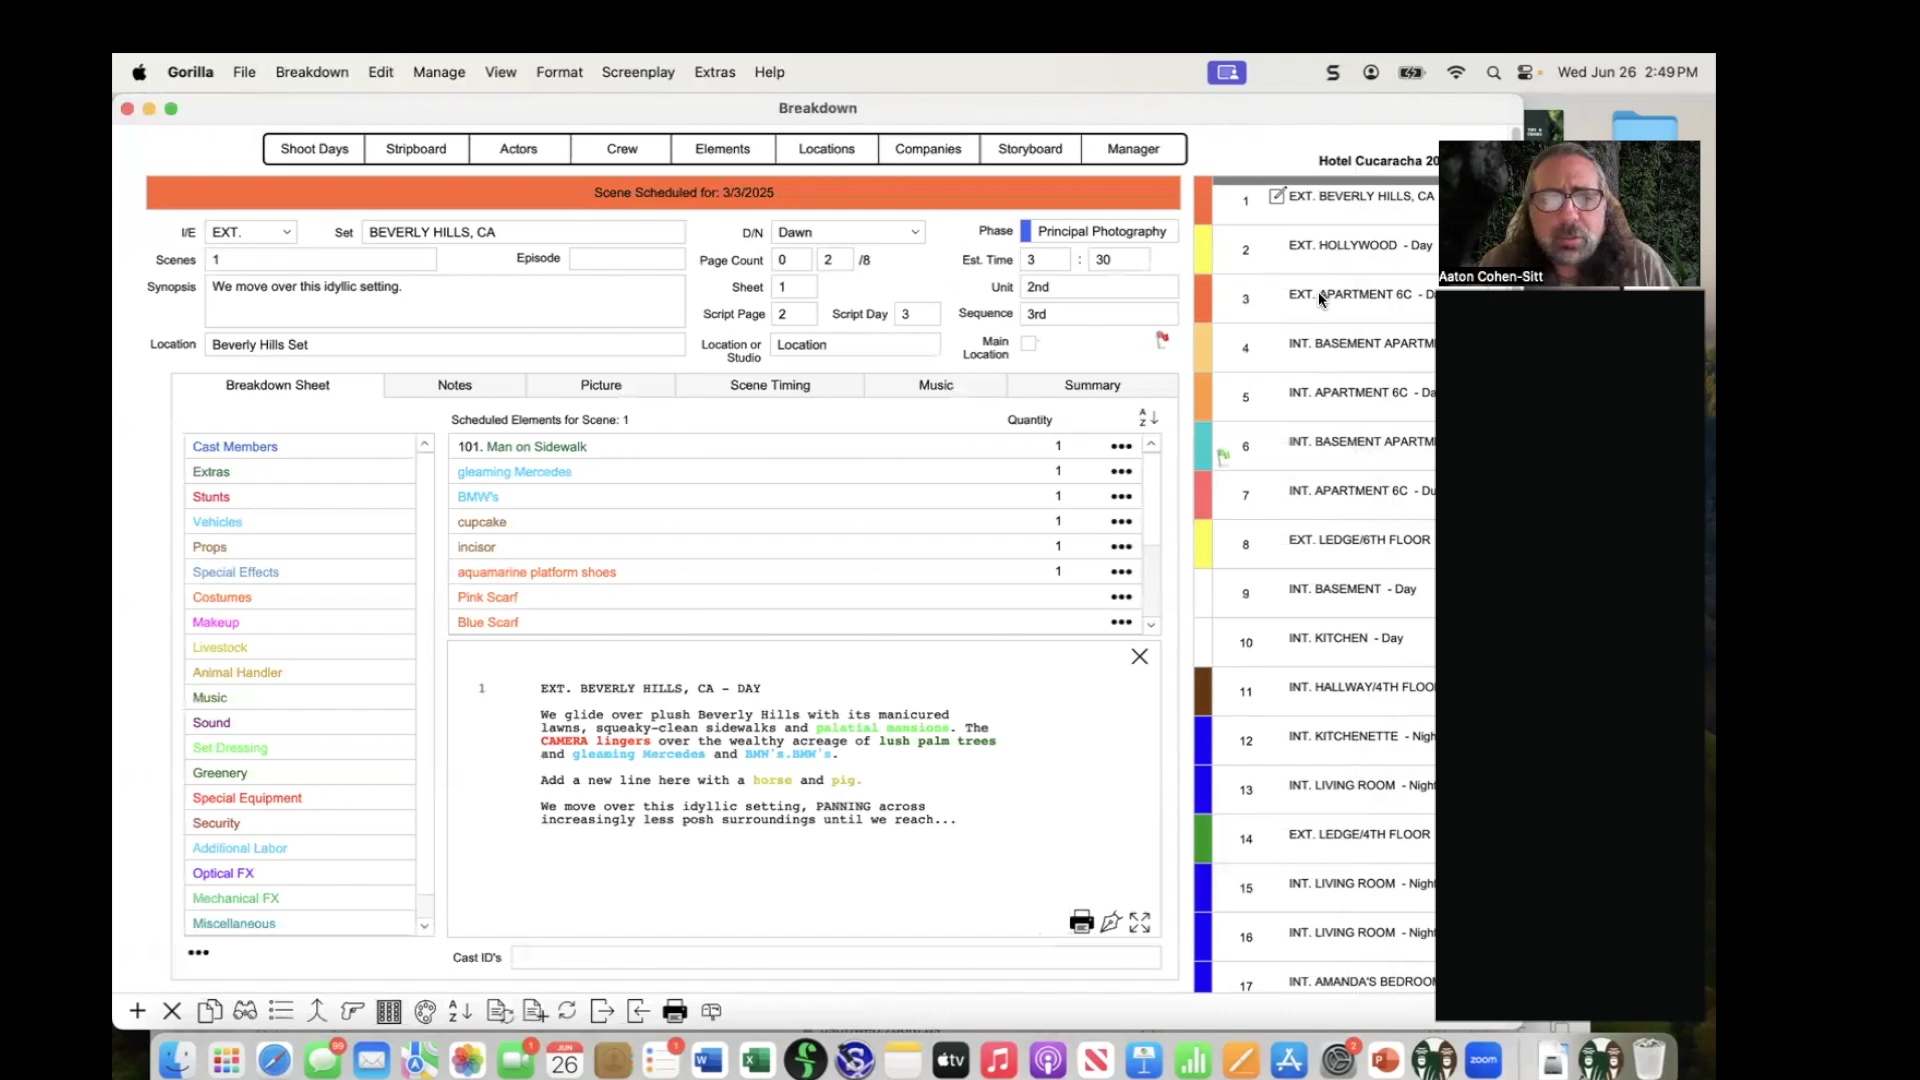 Gorilla File Breakdown Edit Manage View Format Screenplay Extras Help Wed Jun 26 2:49 PM
Breakdown
Shoot Days Stripboard Actors Crew Elements Locations Companies Storyboard Manager
Hotel Cucaracha 20
Scene Scheduled for: 3/3/2025
I/E EXT. Set BEVERLY HILLS, CA D/N Dawn Phase Principal Photography
Scenes 1 Episode Page Count 0 2 /8 Est. Time 3 : 30
Synopsis We move over this idyllic setting. Sheet 1 Unit 2nd
Script Page 2 Script Day 3 Sequence 3rd
Location Beverly Hills Set Location or Studio Location Main Location
Breakdown Sheet Notes Picture Scene Timing Music Summary
Scheduled Elements for Scene: 1 Quantity A Z
Cast Members
Extras
Stunts
Vehicles
Props
Special Effects
Costumes
Makeup
Livestock
Animal Handler
Music
Sound
Set Dressing
Greenery
Special Equipment
Security
Additional Labor
Optical FX
Mechanical FX
Miscellaneous
101. Man on Sidewalk 1
gleaming Mercedes 1
BMW's 1
cupcake 1
incisor 1
aquamarine platform shoes 1
Pink Scarf
Blue Scarf
1 EXT. BEVERLY HILLS, CA - DAY
We glide over plush Beverly Hills with its manicured
lawns, squeaky-clean sidewalks and palatial mansions. The
CAMERA lingers over the wealthy acreage of lush palm trees
and gleaming Mercedes and BMW's.BMW's.
Add a new line here with a horse and pig.
We move over this idyllic setting, PANNING across
increasingly less posh surroundings until we reach...
Cast ID's
1 EXT. BEVERLY HILLS, CA
2 EXT. HOLLYWOOD - Day
3 EXT. APARTMENT 6C - D
4 INT. BASEMENT APARTM
5 INT. APARTMENT 6C - Da
6 INT. BASEMENT APARTM
7 INT. APARTMENT 6C - Du
8 EXT. LEDGE/6TH FLOOR
9 INT. BASEMENT - Day
10 INT. KITCHEN - Day
11 INT. HALLWAY/4TH FLOO
12 INT. KITCHENETTE - Nigh
13 INT. LIVING ROOM - Night
14 EXT. LEDGE/4TH FLOOR
15 INT. LIVING ROOM - Night
16 INT. LIVING ROOM - Night
17 INT. AMANDA'S BEDROOM
Aaton Cohen-Sitt
A Z
99 1 JUN 26 1 W X tv 2 P zoom